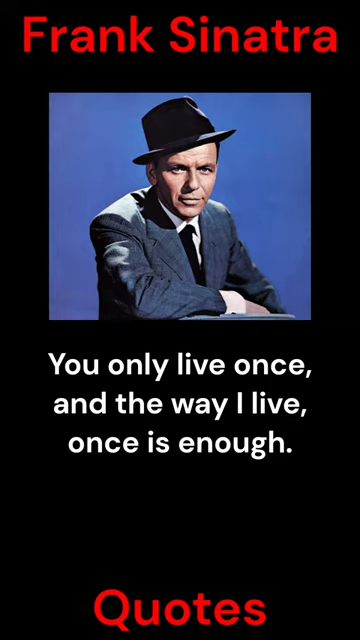 Frank Sinatra
You only live once,
and the way I live,
once is enough.
Quotes